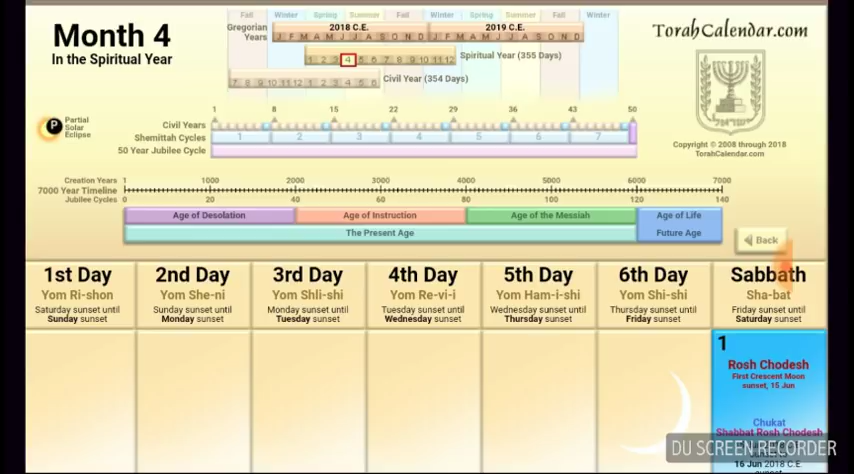 Month 4
In the Spiritual Year
Fall Winter Spring Summer Fall Winter Spring Summer Fall Winter
Gregorian Years
2018 C.E. 2019 C.E.
J F M A M J J A S O N D J F M A M J J A S O N D
1 2 3 4 5 6 7 8 9 10 11 12
Spiritual Year (355 Days)
7 8 9 10 11 12 1 2 3 4 5 6
Civil Year (354 Days)
TorahCalendar.com
ישראל
Copyright © 2008 through 2018
TorahCalendar.com
P
Partial
Solar
Eclipse
1 8 15 22 29 36 43 50
Civil Years
Shemittah Cycles 1 2 3 4 5 6 7
50 Year Jubilee Cycle
Creation Years 1 1000 2000 3000 4000 5000 6000 7000
7000 Year Timeline
Jubilee Cycles 0 20 40 60 80 100 120 140
Age of Desolation Age of Instruction Age of the Messiah Age of Life
The Present Age Future Age
Back
1st Day 2nd Day 3rd Day 4th Day 5th Day 6th Day Sabbath
Yom Ri-shon Yom She-ni Yom Shli-shi Yom Re-vi-i Yom Ham-i-shi Yom Shi-shi Sha-bat
Saturday sunset until Sunday sunset until Monday sunset until Tuesday sunset until Wednesday sunset until Thursday sunset until Friday sunset until
Sunday sunset Monday sunset Tuesday sunset Wednesday sunset Thursday sunset Friday sunset Saturday sunset
1
Rosh Chodesh
First Crescent Moon
sunset, 15 Jun
Chukat
Shabbat Rosh Chodesh
16 Jun 2018 C.E.
sunset
DU SCREEN RECORDER